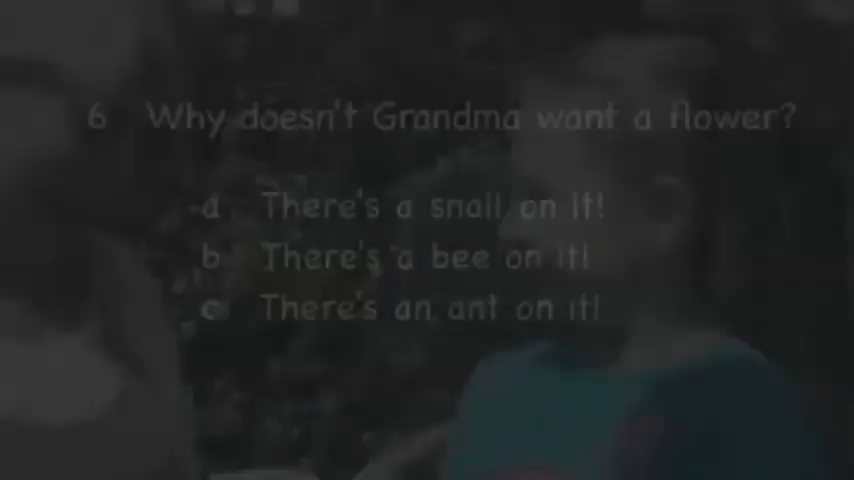 6 Why doesn't Grandma want a flower?
a There's a snail on it!
b There's a bee on it!
c There's an ant on it!